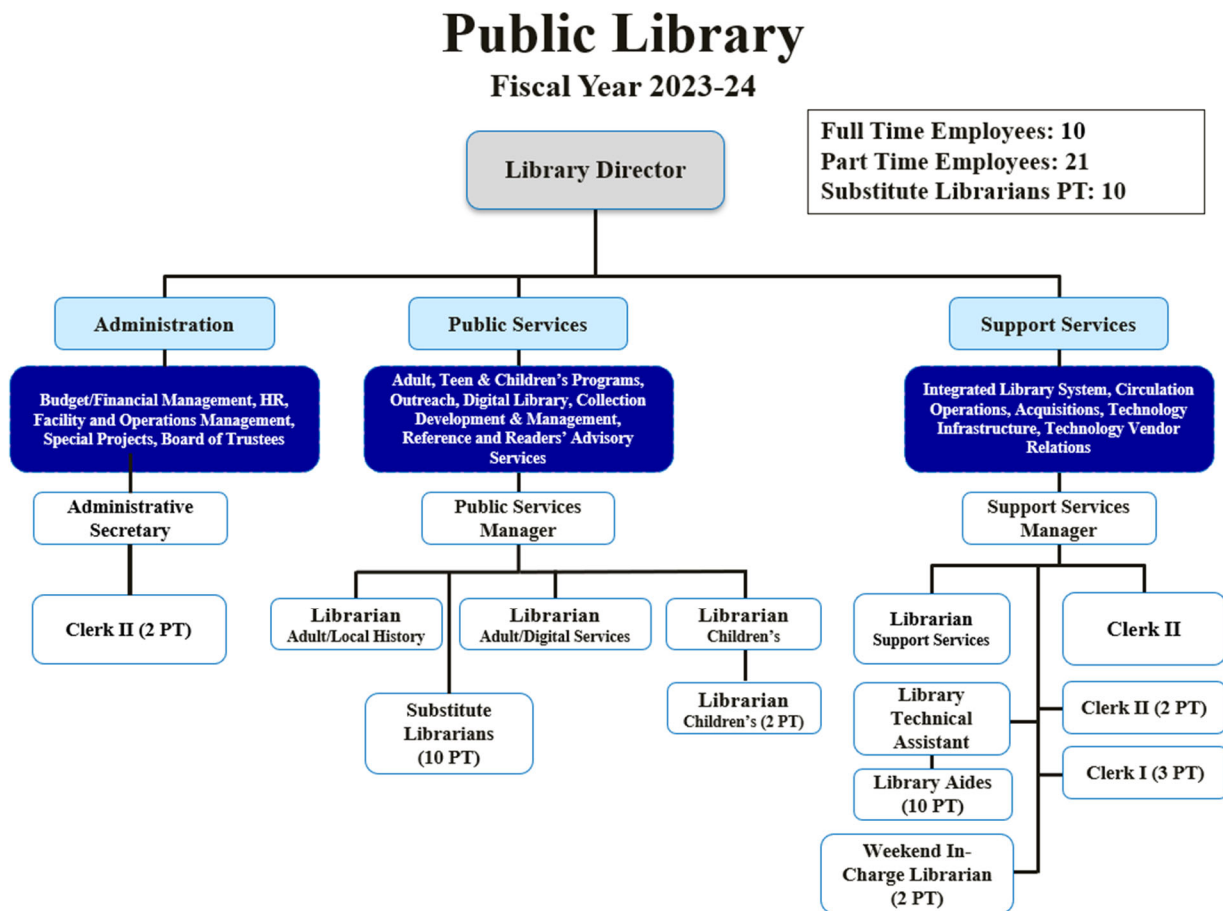 Public Library
Fiscal Year 2023-24
Full Time Employees: 10
Part Time Employees: 21
Substitute Librarians PT: 10
Library Director
Administration
Public Services
Support Services
Budget/Financial Management, HR,
Facility and Operations Management,
Special Projects, Board of Trustees
Adult, Teen & Children's Programs,
Outreach, Digital Library, Collection
Development & Management,
Reference and Readers' Advisory
Services
Integrated Library System, Circulation
Operations, Acquisitions, Technology
Infrastructure, Technology Vendor
Relations
Administrative
Secretary
Public Services
Manager
Support Services
Manager
Clerk II (2 PT)
Librarian
Adult/Local History
Librarian
Adult/Digital Services
Librarian
Children's
Librarian
Support Services
Clerk II
Substitute
Librarians
(10 PT)
Librarian
Children's (2 PT)
Library
Technical
Assistant
Clerk II (2 PT)
Library Aides
(10 PT)
Clerk I (3 PT)
Weekend In-
Charge Librarian
(2 PT)